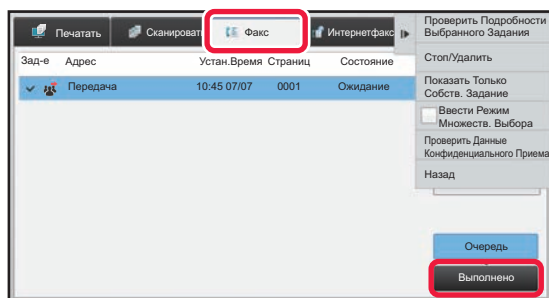 Печатать
Сканировать
Факс
Интернетфакс
Зад-е Адрес Устан.Время Страниц Состояние
Передача 10:45 07/07 0001 Ожидание
Проверить Подробности
Выбранного Задания
Стоп/Удалить
Показать Только
Собств. Задание
Ввести Режим
Множеств. Выбора
Проверить Данные
Конфиденциального Приема
Назад
Очередь
Выполнено